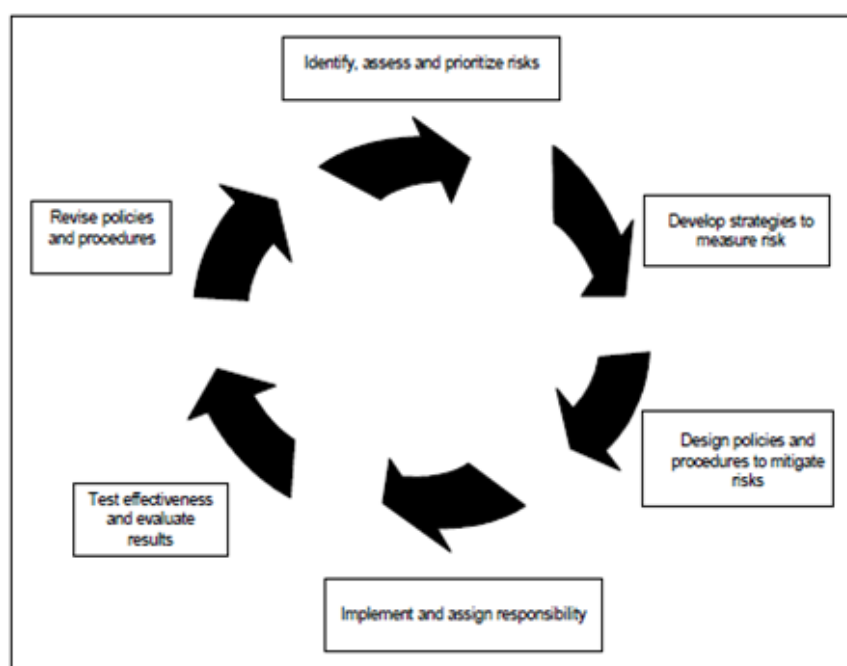 Identify, assess and prioritize risks
Develop strategies to
measure risk
Design policies and
procedures to mitigate
risks
Implement and assign responsibility
Test effectiveness
and evaluate
results
Revise policies
and procedures